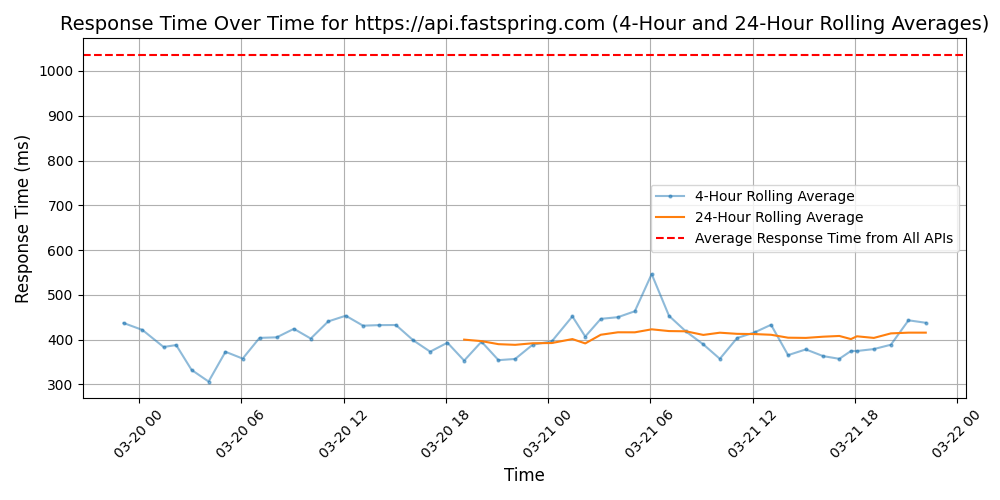 Response Time Over Time for https://api.fastspring.com (4-Hour and 24-Hour Rolling Averages)
Response Time (ms)
1000
900
800
700
600
500
400
300
4-Hour Rolling Average
24-Hour Rolling Average
Average Response Time from All APIs
03-20 00
03-20 06
03-20 12
03-20 18
03-21 00
03-21 06
03-21 12
03-21 18
03-22 00
Time